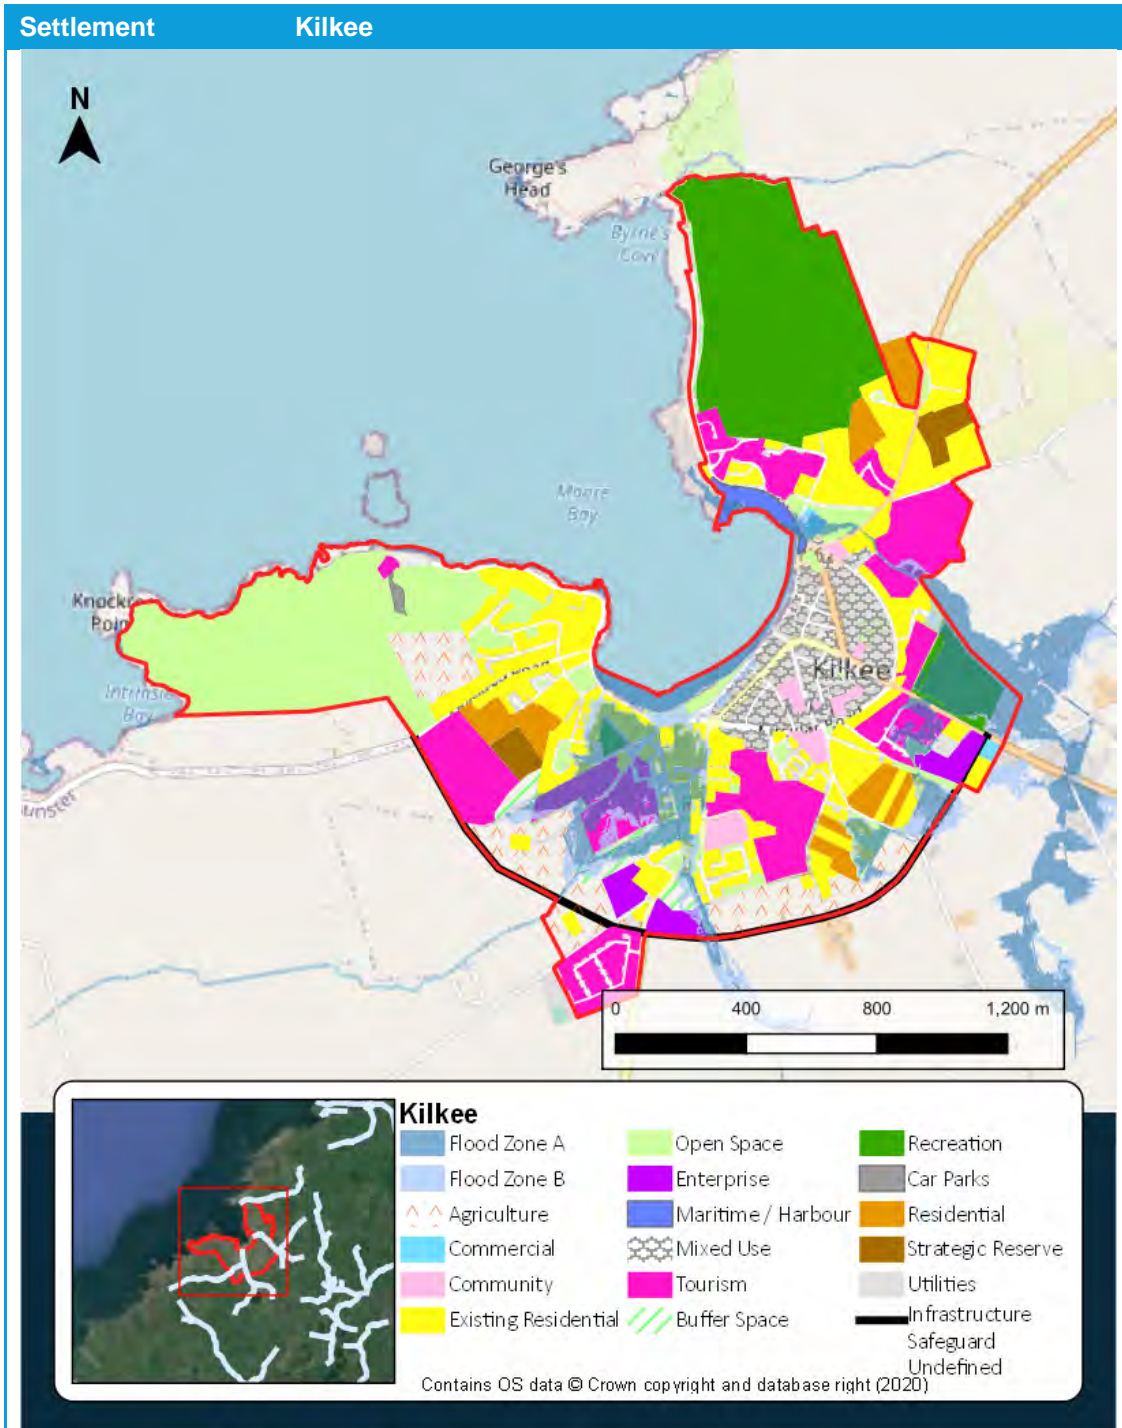 Settlement Kilkee
N
George's
Head
Byrne's
Cove
Moore
Bay
Point
Intrinsic
Bay
Kilkee
Road
0 400 800 1,200 m
Kilkee
Flood Zone A
Flood Zone B
Agriculture
Commercial
Community
Existing Residential
Open Space
Enterprise
Maritime / Harbour
Mixed Use
Tourism
Buffer Space
Recreation
Car Parks
Residential
Strategic Reserve
Utilities
Infrastructure
Safeguard
Undefined
Contains OS data © Crown copyright and database right (2020)